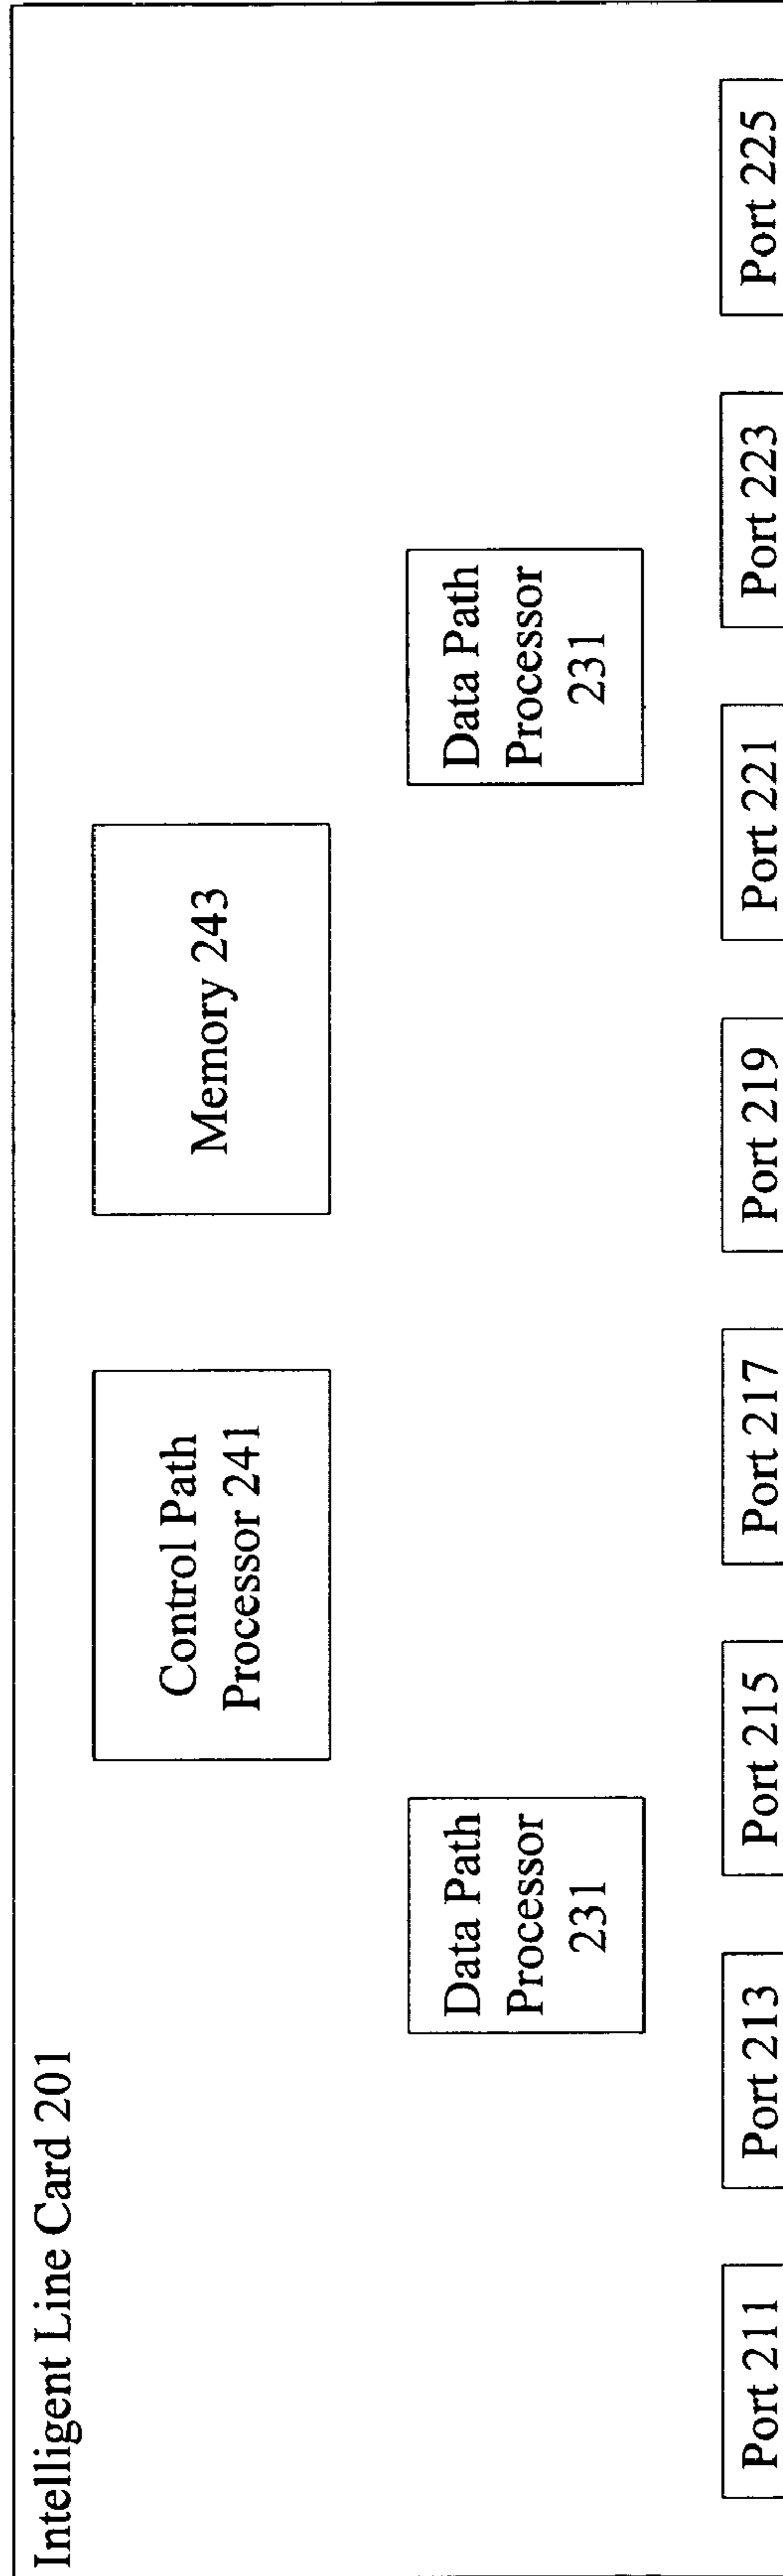 Intelligent Line Card 201
Control Path
Processor 241
Memory 243
Data Path
Processor
231
Data Path
Processor
231
Port 211
Port 213
Port 215
Port 217
Port 219
Port 221
Port 223
Port 225